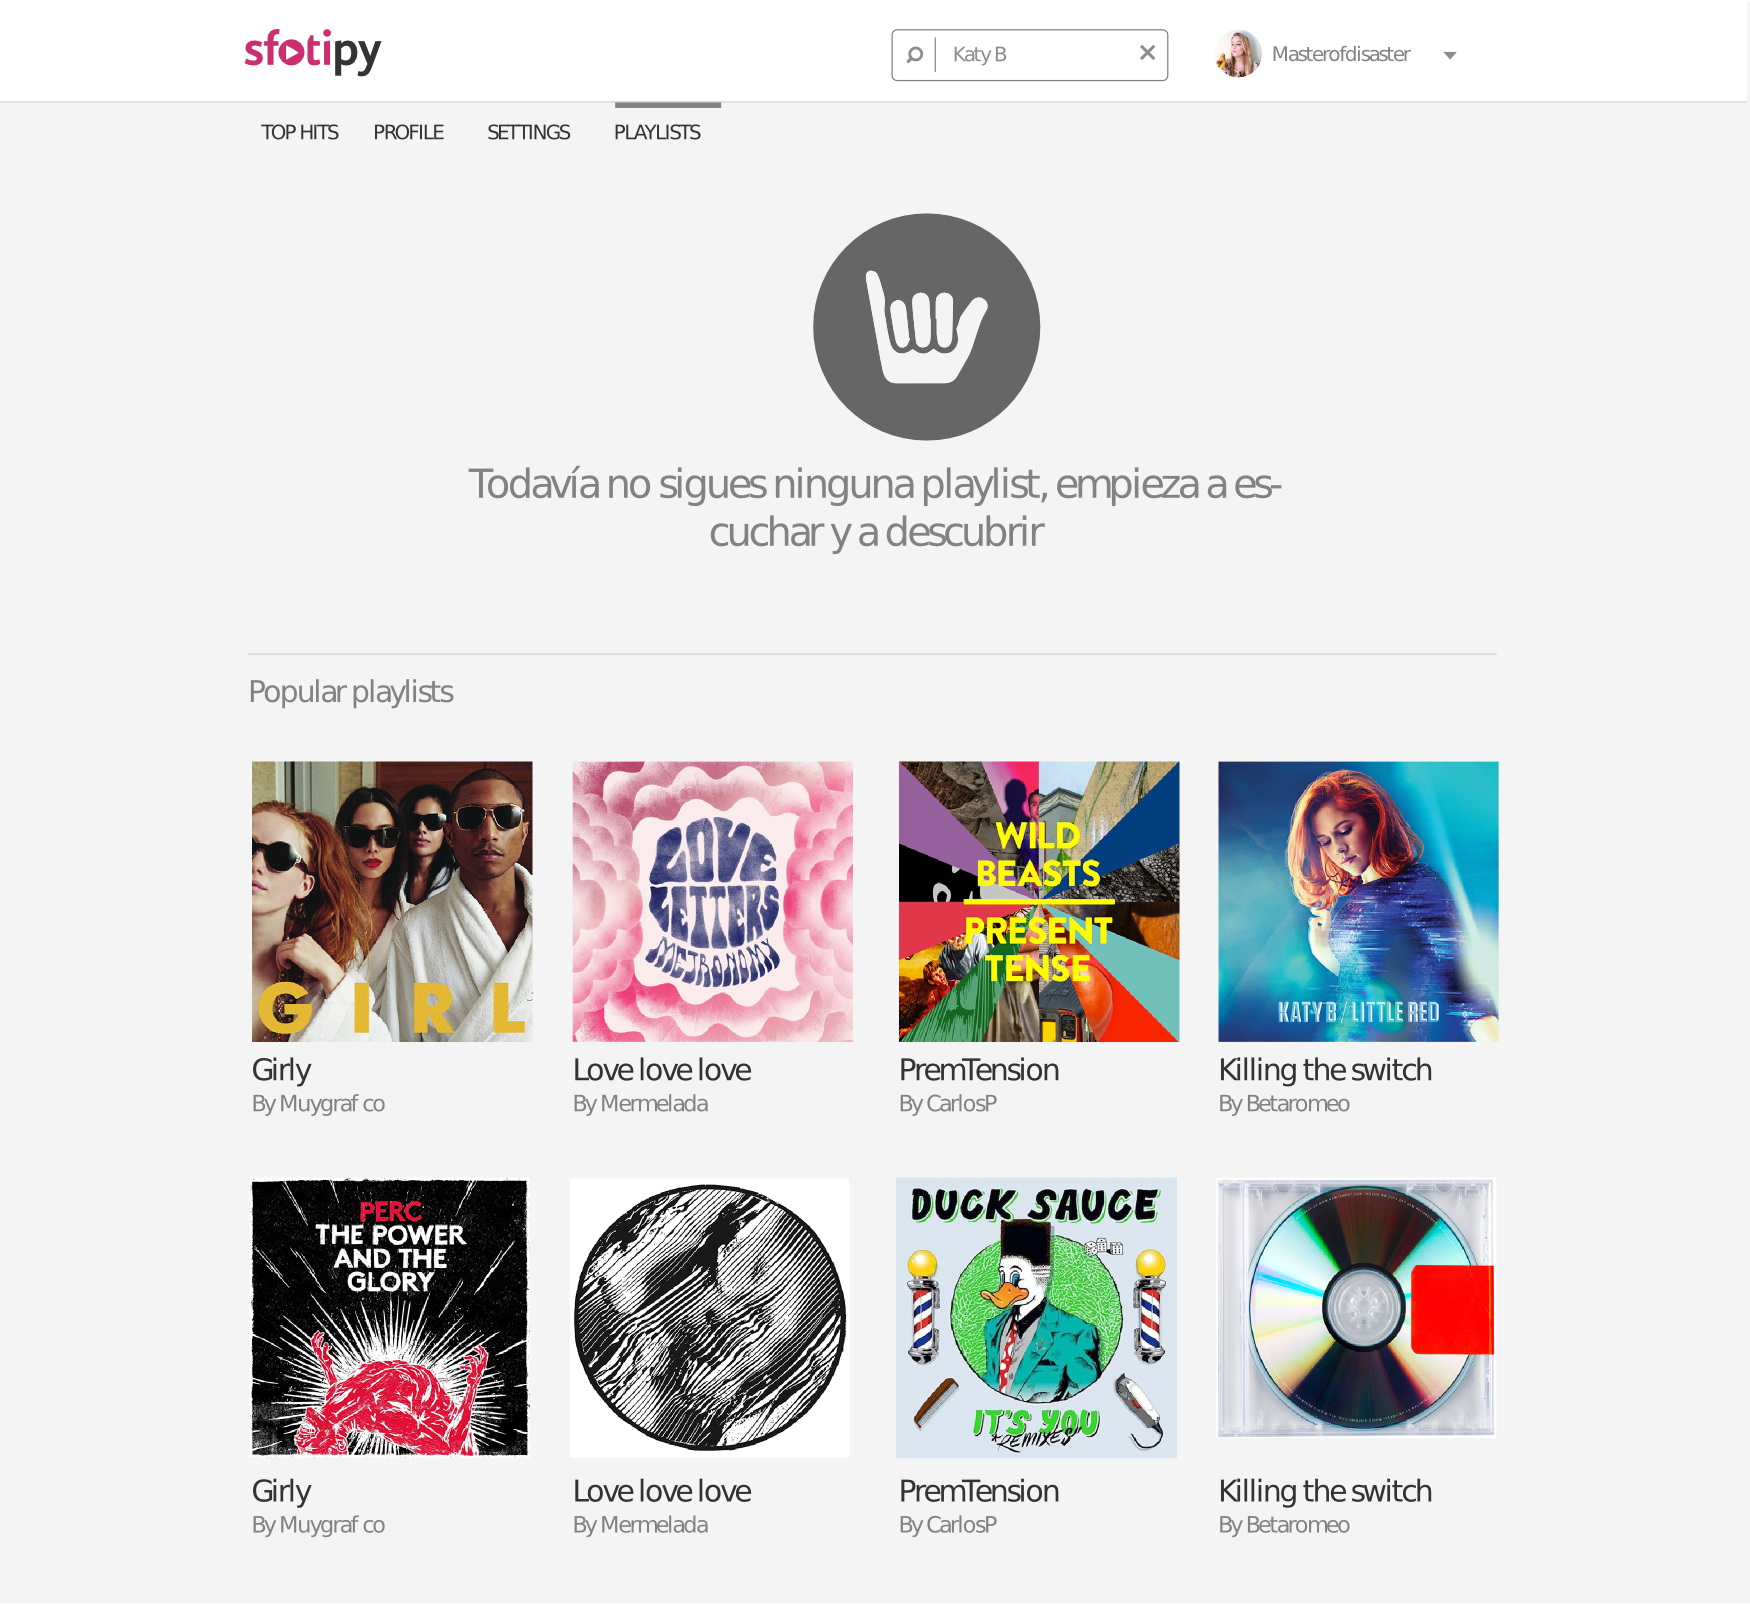 sfotipy
Katy B
Masterofdisaster
TOP HITS PROFILE SETTINGS PLAYLISTS
Todavía no sigues ninguna playlist, empieza a es-
cuchar y a descubrir
Popular playlists
GIRL
LOVE
LETTERS
METRONOMY
WILD
BEASTS
PRESENT
TENSE
KATY B / LITTLE RED
Girly
By Muygraf co
Love love love
By Mermelada
PremTension
By CarlosP
Killing the switch
By Betaromeo
PERC
THE POWER
AND THE
GLORY
DUCK SAUCE
IT'S YOU
*REMIXES*
Girly
By Muygraf co
Love love love
By Mermelada
PremTension
By CarlosP
Killing the switch
By Betaromeo